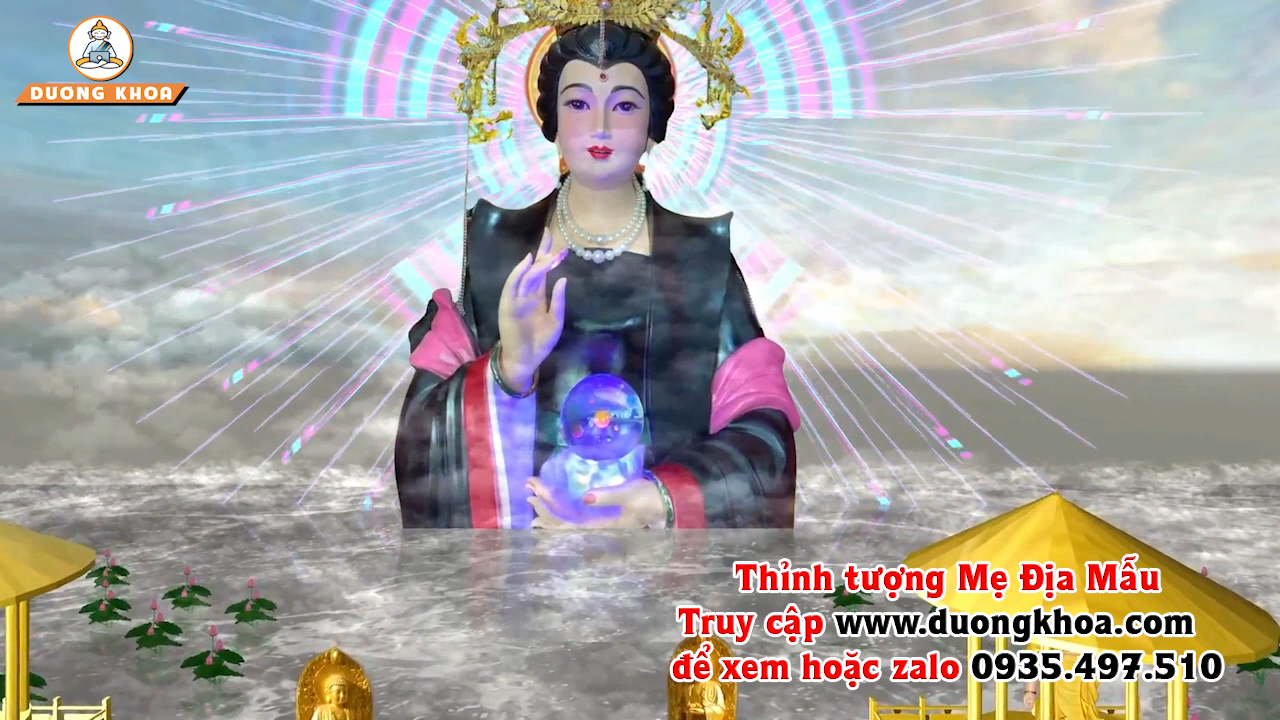 DUONG KHOA
Thỉnh tượng Mẹ Địa Mẫu
Truy cập www.duongkhoa.com
để xem hoặc zalo 0935.497.510